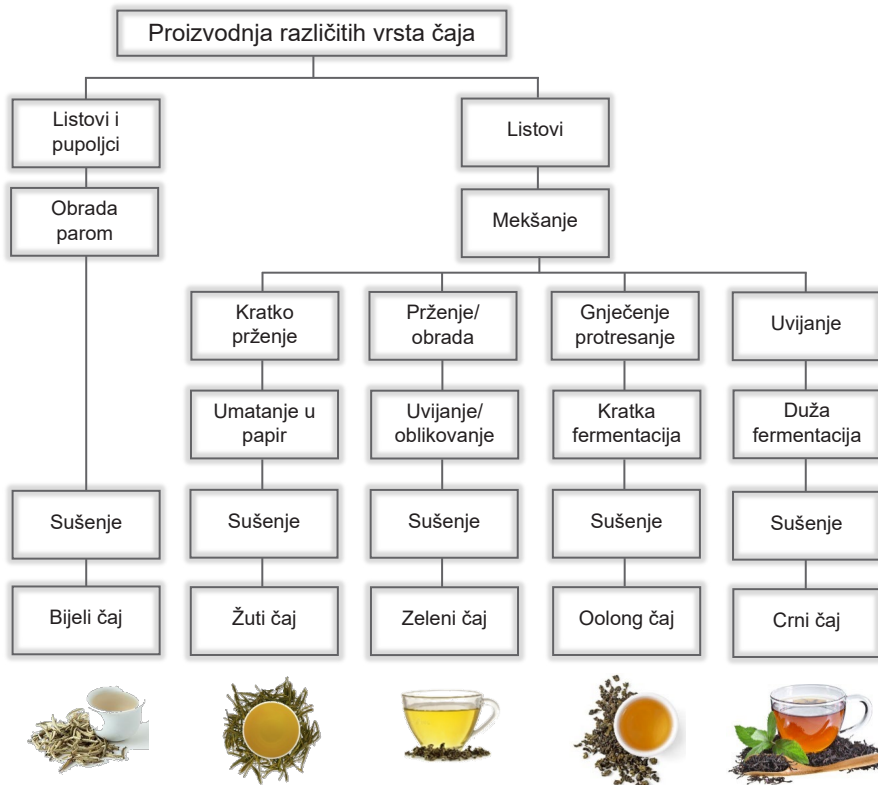 Proizvodnja različitih vrsta čaja
Listovi i
pupoljci
Listovi
Obrada
parom
Mekšanje
Kratko
prženje
Prženje/
obrada
Gnječenje
protresanje
Uvijanje
Umatanje u
papir
Uvijanje/
oblikovanje
Kratka
fermentacija
Duža
fermentacija
Sušenje
Sušenje
Sušenje
Sušenje
Sušenje
Bijeli čaj
Žuti čaj
Zeleni čaj
Oolong čaj
Crni čaj